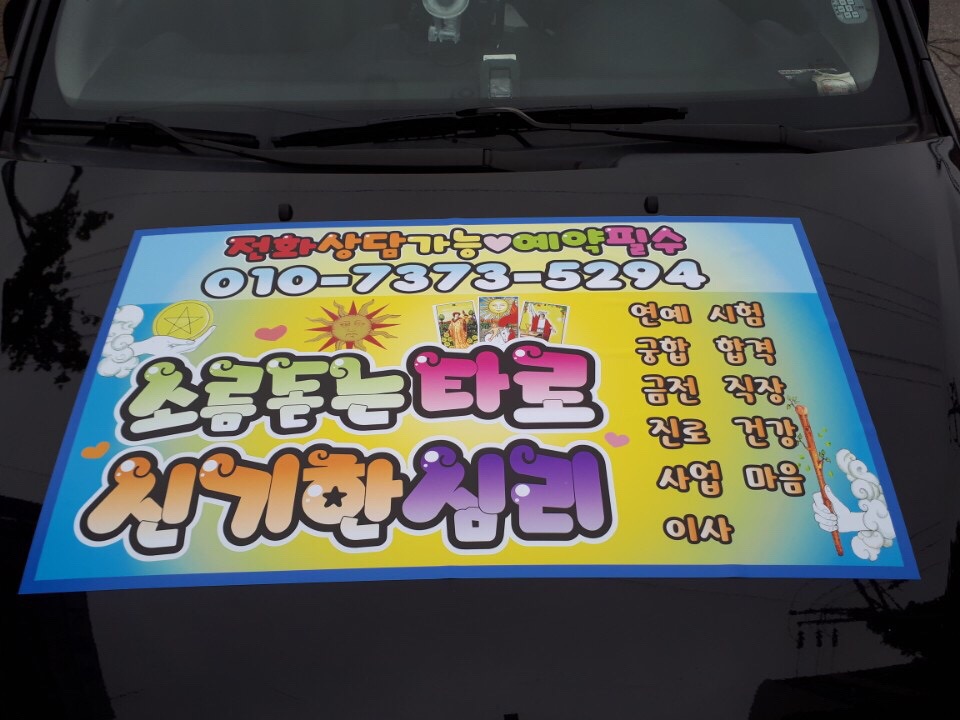 전화상담가능♥예약필수
010-7373-5294
소름돋는 타로
신기한 심리
연예 시험
궁합 합격
금전 직장
진로 건강
사업 마음
이사